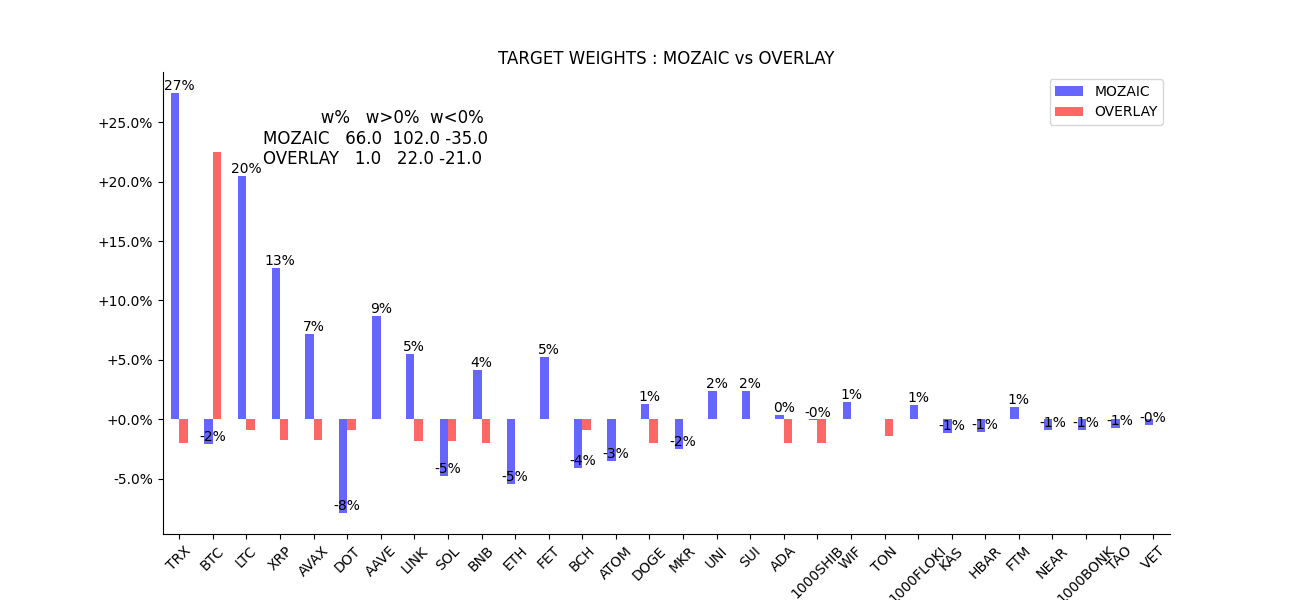 TARGET WEIGHTS : MOZAIC vs OVERLAY
MOZAIC
OVERLAY
w% w>0% w<0%
MOZAIC 66.0 102.0 -35.0
OVERLAY 1.0 22.0 -21.0
+25.0%
+20.0%
+15.0%
+10.0%
+5.0%
+0.0%
-5.0%
27%
-2%
20%
13%
7%
-8%
9%
5%
-5%
4%
-5%
5%
-4%
-3%
1%
-2%
2%
2%
0%
-0%
1%
1%
-1%
-1%
1%
-1%
-1%
-1%
-0%
TRX
BTC
LTC
XRP
AVAX
DOT
AAVE
LINK
SOL
BNB
ETH
FET
BCH
ATOM
DOGE
MKR
UNI
SUI
ADA
1000SHIB
WIF
TON
1000FLOKI
KAS
HBAR
FTM
NEAR
1000BONK
TAO
VET